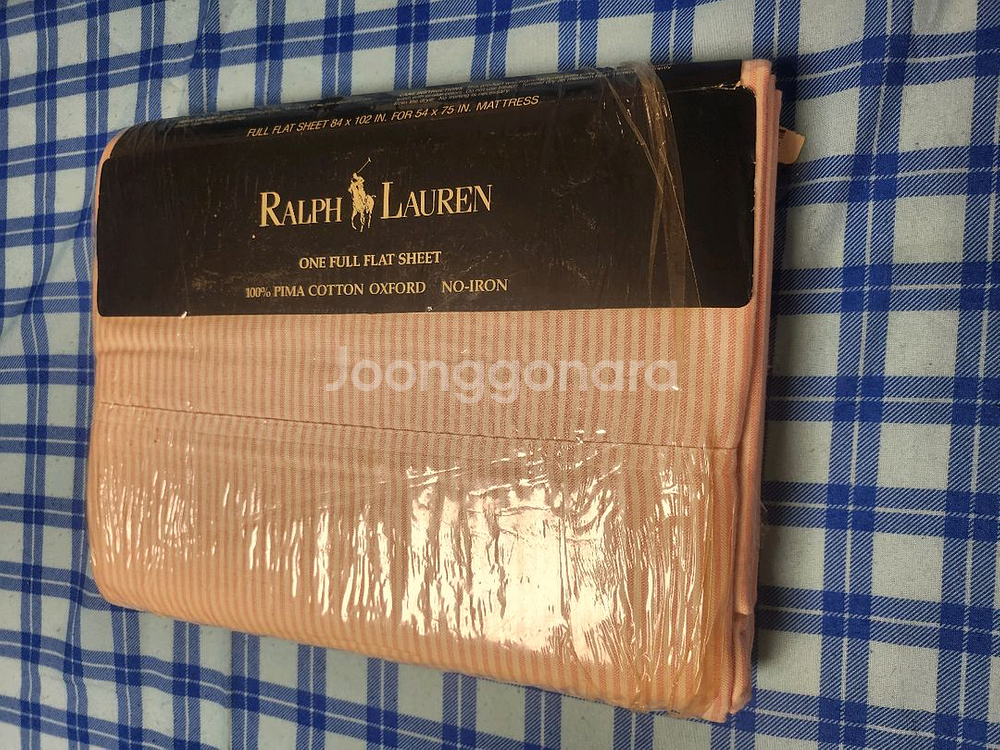 FULL FLAT SHEET 84 x 102 IN. FOR 54 x 75 IN. MATTRESS
RALPH LAUREN
ONE FULL FLAT SHEET
100% PIMA COTTON OXFORD NO-IRON
Joonggonara